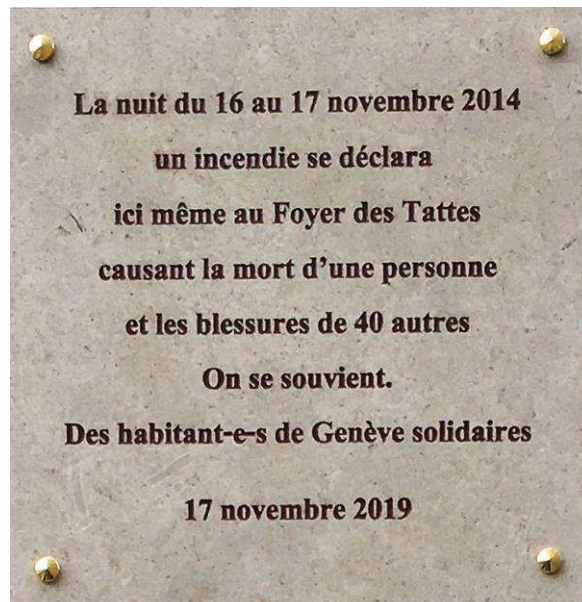 La nuit du 16 au 17 novembre 2014
un incendie se déclara
ici même au Foyer des Tattes
causant la mort d’une personne
et les blessures de 40 autres
On se souvient.
Des habitant-e-s de Genève solidaires
17 novembre 2019